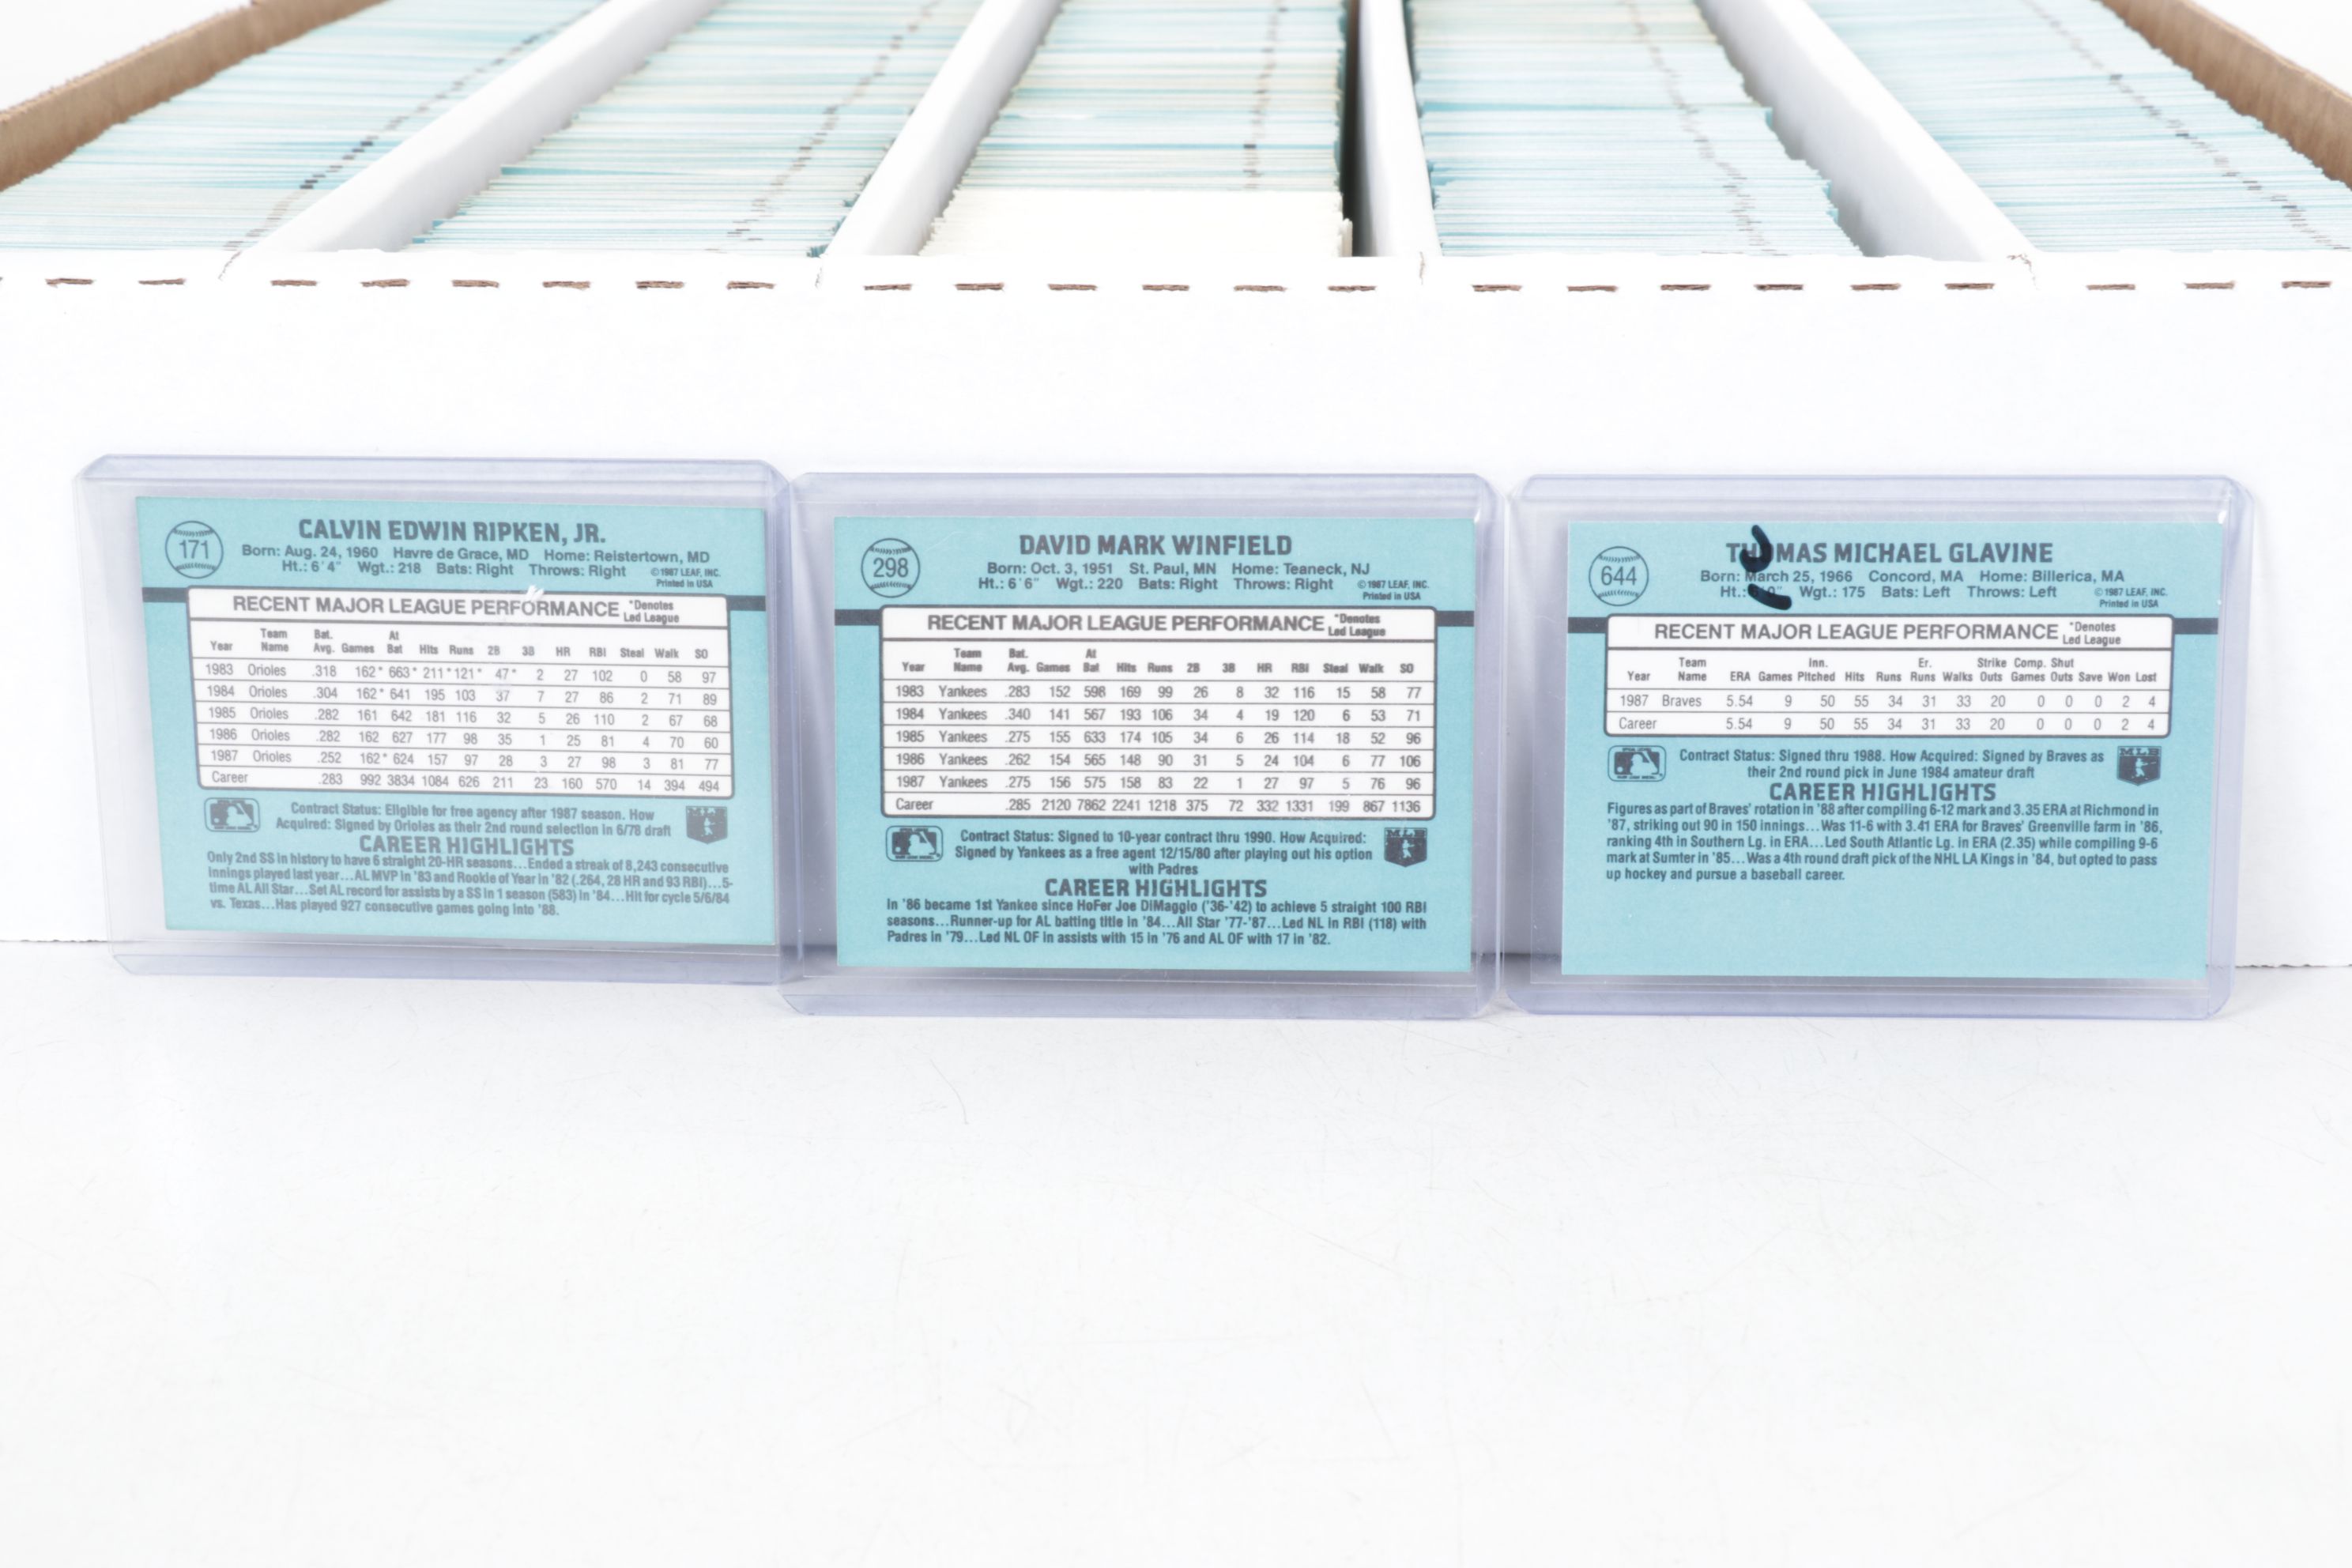 171
CALVIN EDWIN RIPKEN, JR.
Born: Aug. 24, 1960 Havre de Grace, MD Home: Reistertown, MD
Ht.: 6'4" Wgt.: 218 Bats: Right Throws: Right ©1987 LEAF, INC.
Printed in USA
RECENT MAJOR LEAGUE PERFORMANCE *Denotes Led League
Year Team Name Bat. Avg. Games At Bat Hits Runs 2B 3B HR RBI Steal Walk SO
1983 Orioles .318 162* 663* 211* 121* 47* 2 27 102 0 58 97
1984 Orioles .304 162* 641 195 103 37 7 27 86 2 71 89
1985 Orioles .282 161 642 181 116 32 5 26 110 2 67 68
1986 Orioles .282 162 627 177 98 35 1 25 81 4 70 60
1987 Orioles .252 162* 624 157 97 28 3 27 98 3 81 77
Career .283 992 3834 1084 626 211 23 160 570 14 394 494
Contract Status: Eligible for free agency after 1987 season. How
Acquired: Signed by Orioles as their 2nd round selection in 6/78 draft
CAREER HIGHLIGHTS
Only 2nd SS in history to have 6 straight 20-HR seasons...Ended a streak of 8,243 consecutive
innings played last year...AL MVP in '83 and Rookie of Year in '82 (.264, 28 HR and 93 RBI)...5-
time AL All Star...Set AL record for assists by a SS in 1 season (583) in '84...Hit for cycle 5/6/84
vs. Texas...Has played 927 consecutive games going into '88.
298
DAVID MARK WINFIELD
Born: Oct. 3, 1951 St. Paul, MN Home: Teaneck, NJ
Ht.: 6'6" Wgt.: 220 Bats: Right Throws: Right ©1987 LEAF, INC.
Printed in USA
RECENT MAJOR LEAGUE PERFORMANCE *Denotes Led League
Year Team Name Bat. Avg. Games At Bat Hits Runs 2B 3B HR RBI Steal Walk SO
1983 Yankees .283 152 598 169 99 26 8 32 116 15 58 77
1984 Yankees .340 141 567 193 106 34 4 19 120 6 53 71
1985 Yankees .275 155 633 174 105 34 6 26 114 18 52 96
1986 Yankees .262 154 565 148 90 31 5 24 104 6 77 106
1987 Yankees .275 156 575 158 83 22 1 27 97 5 76 96
Career .285 2120 7862 2241 1218 375 72 332 1331 199 867 1136
MLB
Contract Status: Signed to 10-year contract thru 1990. How Acquired:
Signed by Yankees as a free agent 12/15/80 after playing out his option
with Padres
CAREER HIGHLIGHTS
In '86 became 1st Yankee since HoFer Joe DiMaggio ('36-'42) to achieve 5 straight 100 RBI
seasons...Runner-up for AL batting title in '84...All Star '77-'87...Led NL in RBI (118) with
Padres in '79...Led NL OF in assists with 15 in '76 and AL OF with 17 in '82.
644
THOMAS MICHAEL GLAVINE
Born: March 25, 1966 Concord, MA Home: Billerica, MA
Ht.: Wgt.: 175 Bats: Left Throws: Left ©1987 LEAF, INC.
Printed in USA
RECENT MAJOR LEAGUE PERFORMANCE *Denotes Led League
Year Team Name ERA Games Inn. Pitched Hits Runs Er. Runs Walks Strike Outs Comp. Games Shut Outs Save Won Lost
1987 Braves 5.54 9 50 55 34 31 33 20 0 0 0 2 4
Career 5.54 9 50 55 34 31 33 20 0 0 0 2 4
MLB
Contract Status: Signed thru 1988. How Acquired: Signed by Braves as
their 2nd round pick in June 1984 amateur draft
CAREER HIGHLIGHTS
Figures as part of Braves' rotation in '88 after compiling 6-12 mark and 3.35 ERA at Richmond in
'87, striking out 90 in 150 innings...Was 11-6 with 3.41 ERA for Braves' Greenville farm in '86,
ranking 4th in Southern Lg. in ERA...Led South Atlantic Lg. in ERA (2.35) while compiling 9-6
mark at Sumter in '85...Was a 4th round draft pick of the NHL LA Kings in '84, but opted to pass
up hockey and pursue a baseball career.